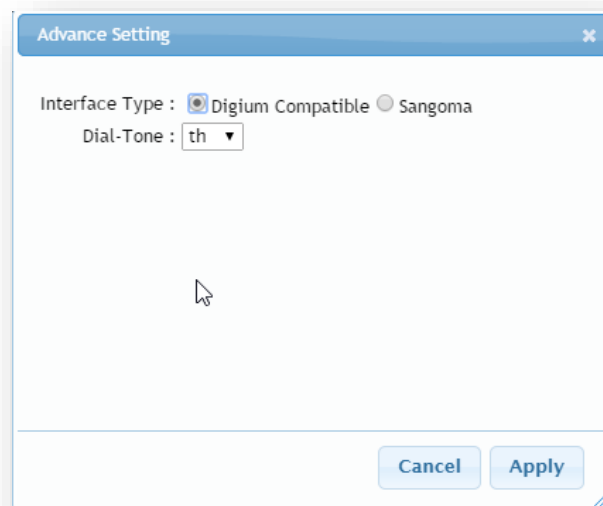 Advance Setting
Interface Type : Digium Compatible Sangoma
Dial-Tone : th
Cancel Apply